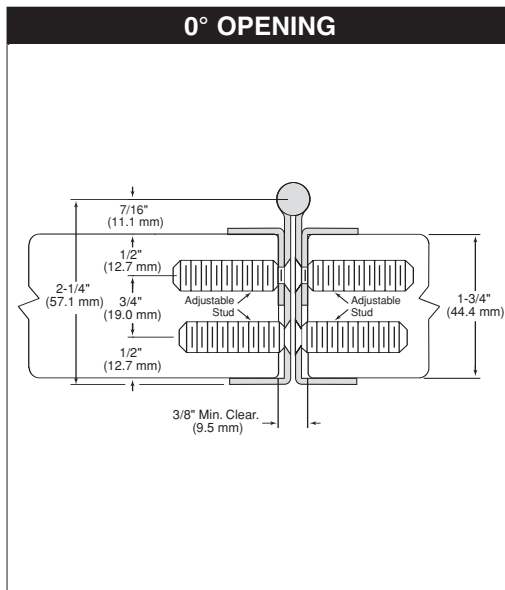 0° OPENING
7/16"
(11.1 mm)
1/2"
(12.7 mm)
2-1/4"
(57.1 mm)
3/4"
(19.0 mm)
1/2"
(12.7 mm)
Adjustable
Stud
Adjustable
Stud
1-3/4"
(44.4 mm)
3/8" Min. Clear.
(9.5 mm)